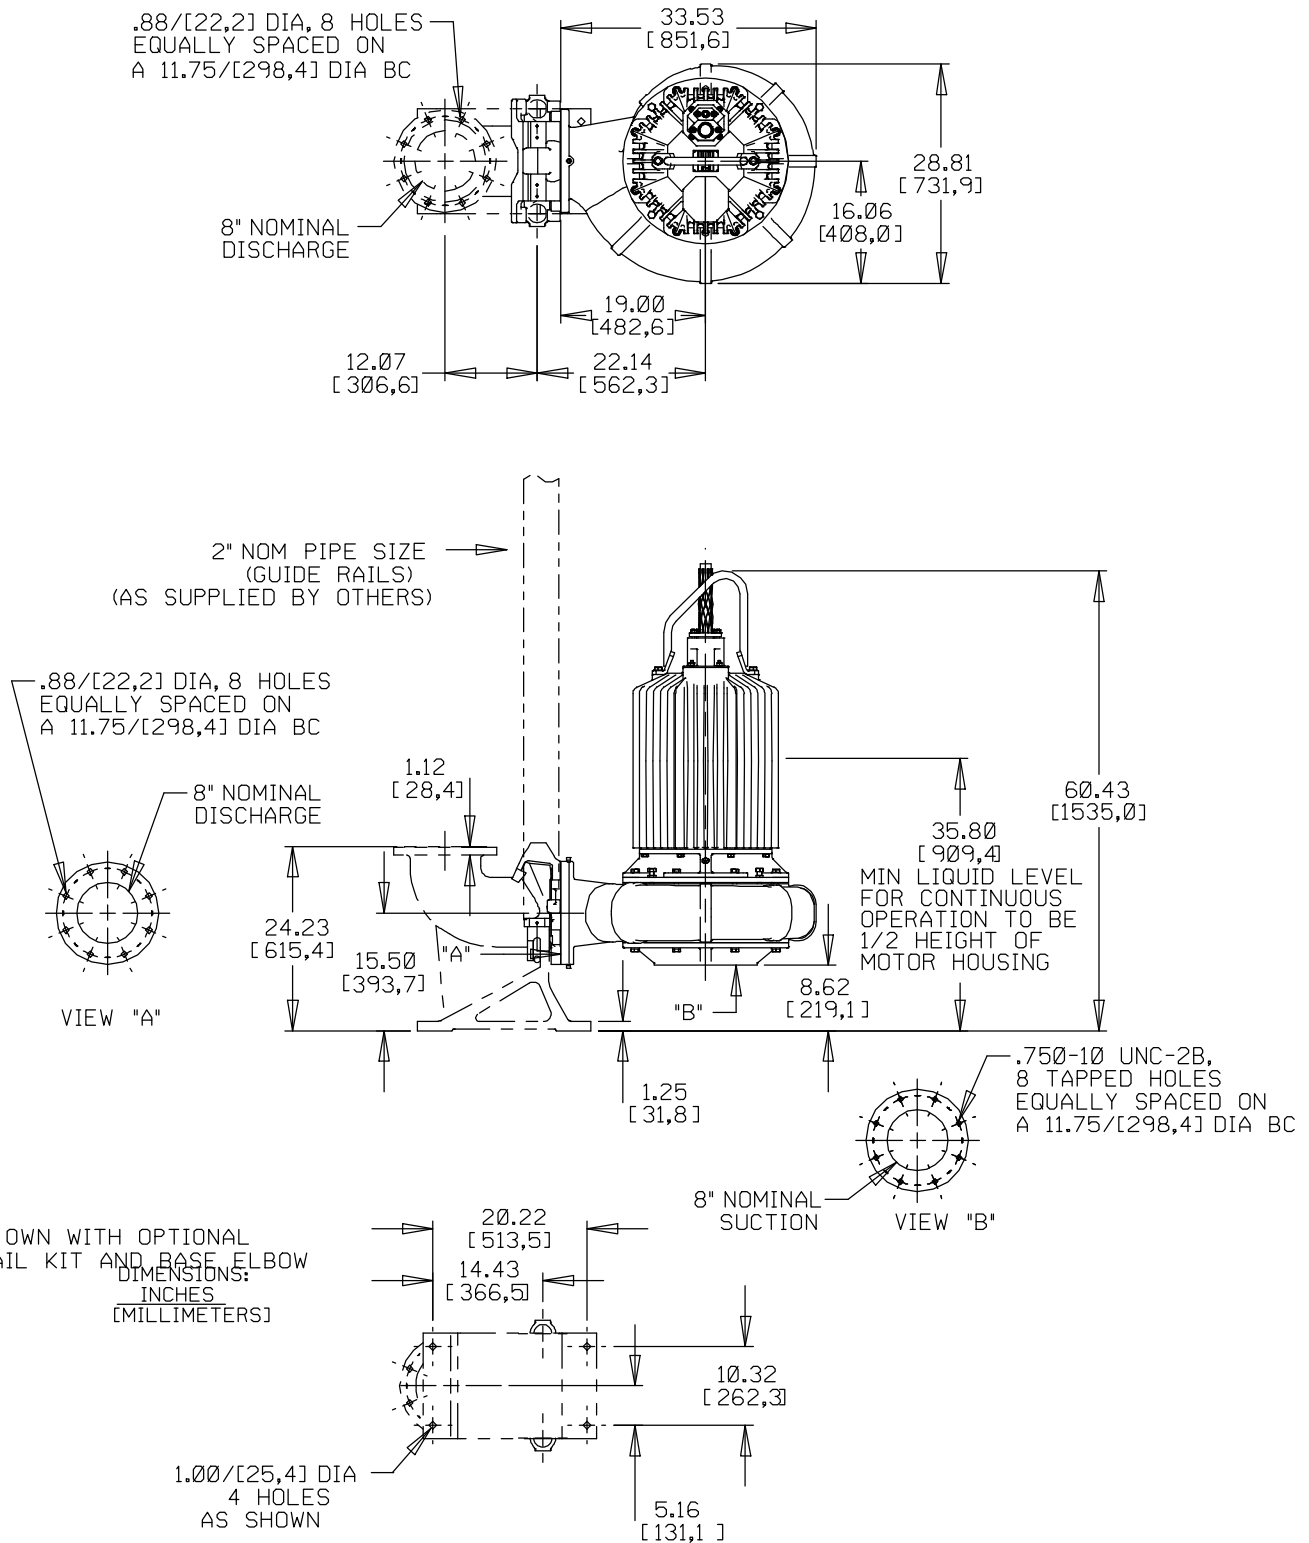 .88/[22,2] DIA, 8 HOLES
EQUALLY SPACED ON
A 11.75/[298,4] DIA BC
33.53
[851,6]
28.81
[731,9]
16.06
[408,0]
8" NOMINAL
DISCHARGE
19.00
[482,6]
12.07
[306,6]
22.14
[562,3]
2" NOM PIPE SIZE
(GUIDE RAILS)
(AS SUPPLIED BY OTHERS)
.88/[22,2] DIA, 8 HOLES
EQUALLY SPACED ON
A 11.75/[298,4] DIA BC
8" NOMINAL
DISCHARGE
1.12
[28,4]
60.43
[1535,0]
35.80
[909,4]
MIN LIQUID LEVEL
FOR CONTINUOUS
OPERATION TO BE
1/2 HEIGHT OF
MOTOR HOUSING
24.23
[615,4]
15.50
[393,7]
"A"
8.62
[219,1]
"B"
VIEW "A"
1.25
[31,8]
.750-10 UNC-2B,
8 TAPPED HOLES
EQUALLY SPACED ON
A 11.75/[298,4] DIA BC
8" NOMINAL
SUCTION
VIEW "B"
OWN WITH OPTIONAL
AIL KIT AND BASE ELBOW
DIMENSIONS:
INCHES
[MILLIMETERS]
20.22
[513,5]
14.43
[366,5]
10.32
[262,3]
1.00/[25,4] DIA
4 HOLES
AS SHOWN
5.16
[131,1 ]